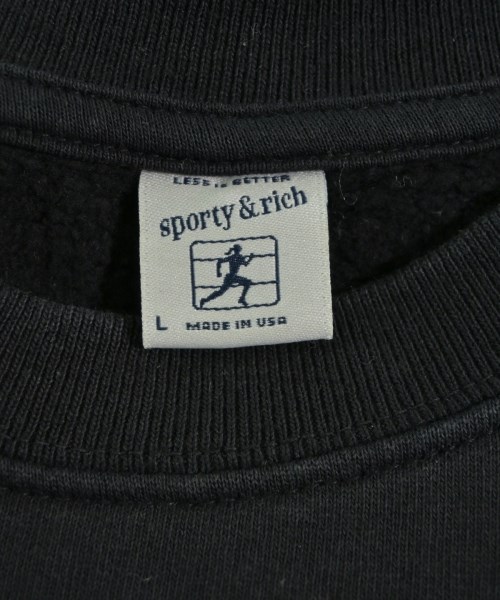 LESS IS BETTER
sporty & rich
L MADE IN USA